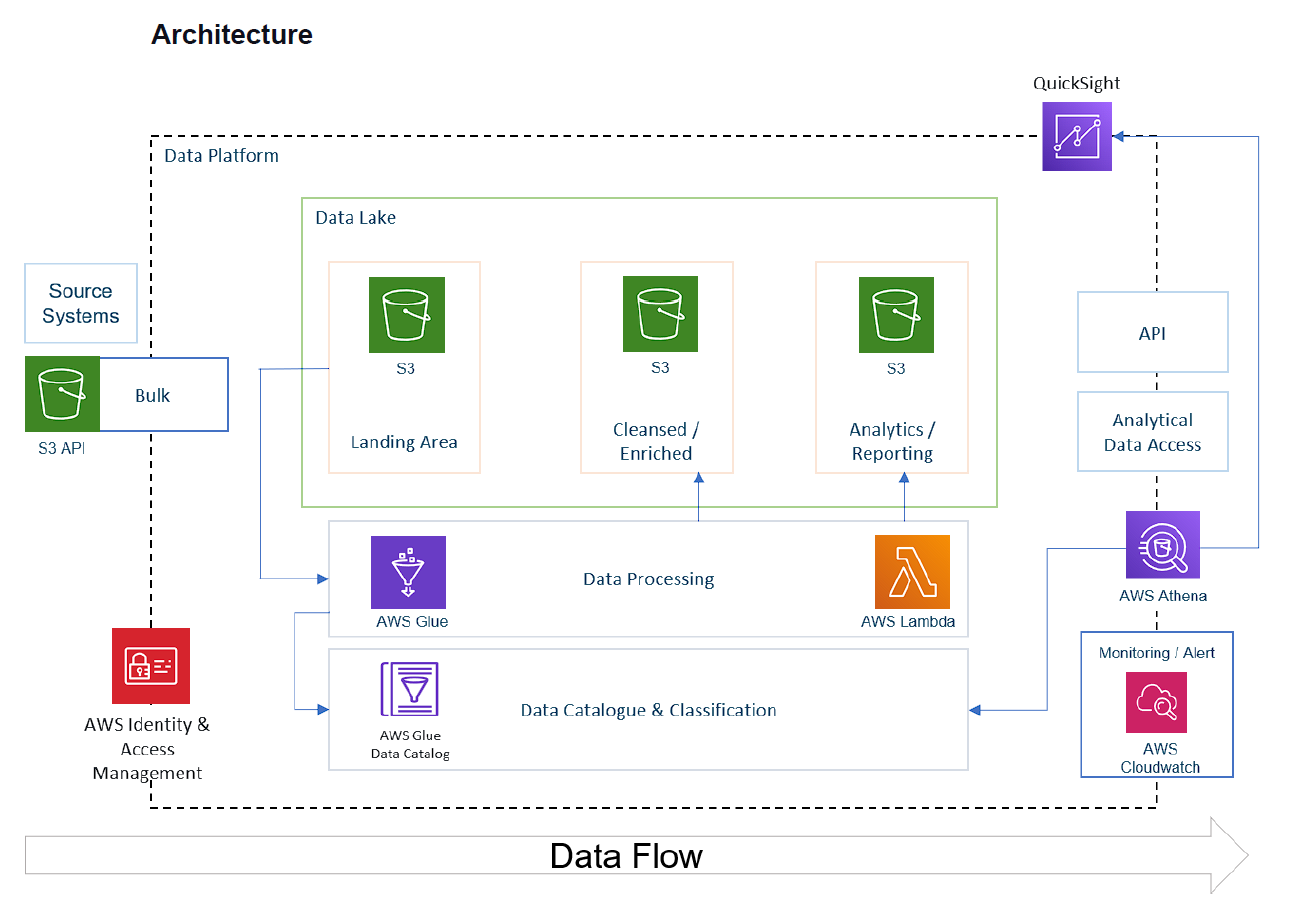 Architecture
QuickSight
Data Platform
Data Lake
Source
Systems
S3
S3
S3
API
Bulk
S3 API
Landing Area
Cleansed /
Enriched
Analytics /
Reporting
Analytical
Data Access
Data Processing
AWS Glue
AWS Lambda
AWS Athena
Monitoring / Alert
AWS Identity &
Access
Management
Data Catalogue & Classification
AWS Glue
Data Catalog
AWS
Cloudwatch
Data Flow